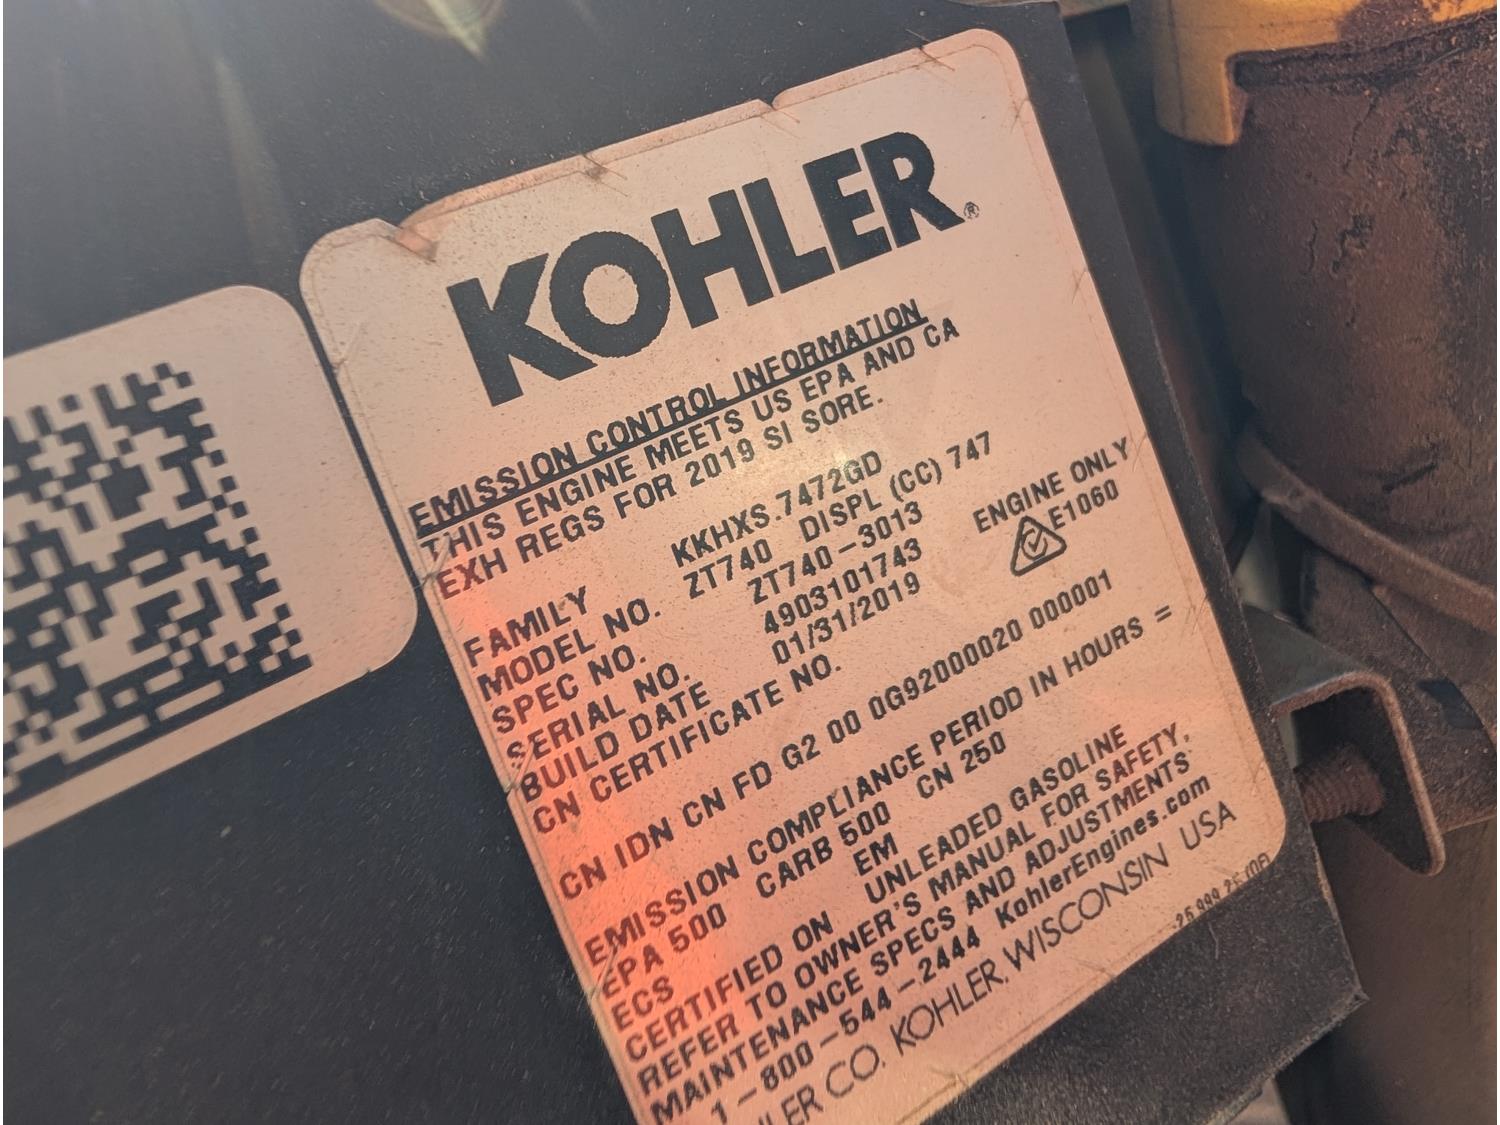 KOHLER®
EMISSION CONTROL INFORMATION
THIS ENGINE MEETS US EPA AND CA
EXH REGS FOR 2019 SI SORE.
FAMILY KKHXS.7472GD
MODEL NO. ZT740 DISPL (CC) 747
SPEC NO. ZT740-3013
SERIAL NO. 4903101743
BUILD DATE 01/31/2019
ENGINE ONLY
E1060
CN CERTIFICATE NO.
CN IDN CN FD G2 00 0G92000020 000001
EMISSION COMPLIANCE PERIOD IN HOURS =
EPA 500 CARB 500 CN 250
ECS EM
CERTIFIED ON UNLEADED GASOLINE
REFER TO OWNER'S MANUAL FOR SAFETY,
MAINTENANCE SPECS AND ADJUSTMENTS
1-800-544-2444 KohlerEngines.com
HLER CO. KOHLER, WISCONSIN USA